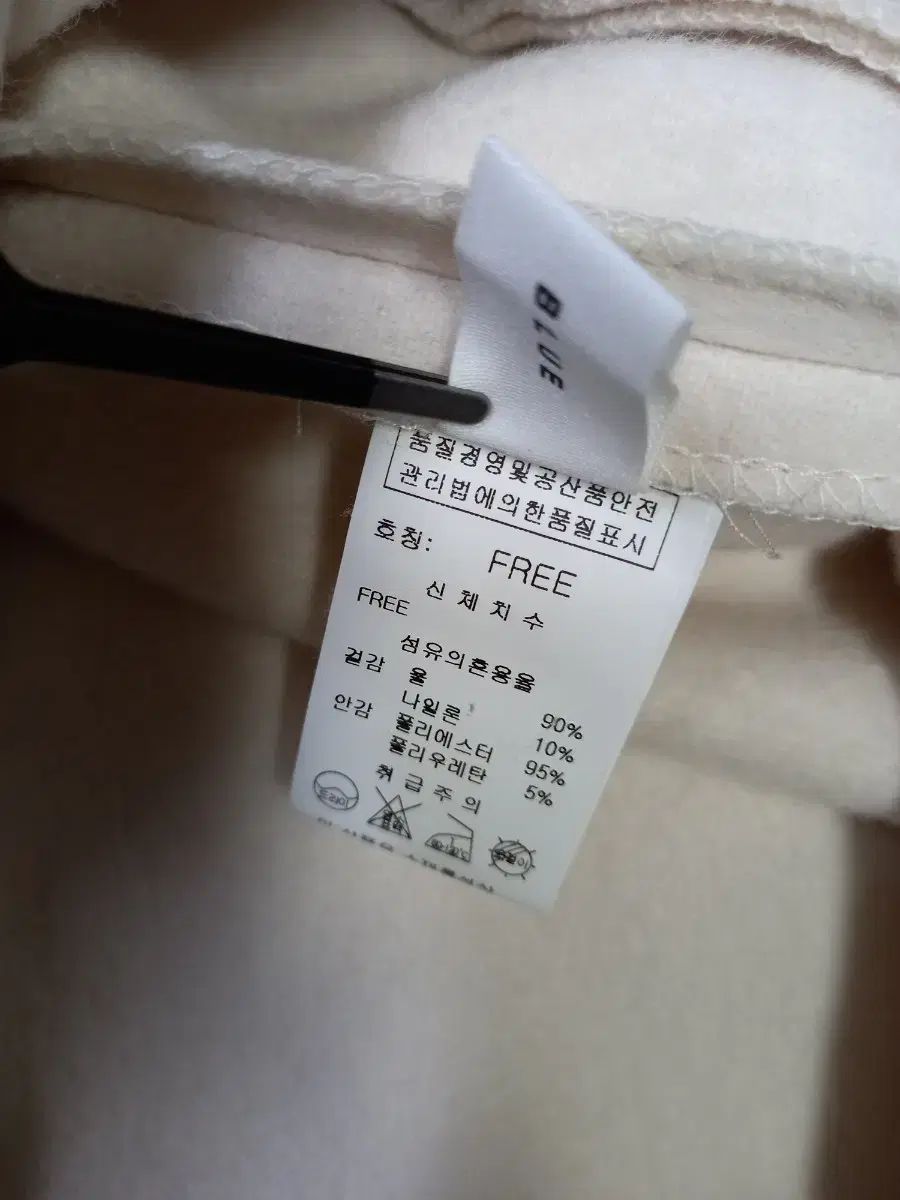 BLUE
품질경영및공산품안전
관리법에의한품질표시
호칭: FREE
신체치수
FREE
섬유의혼용율
겉감 울
안감 나일론 90%
폴리에스터 10%
폴리우레탄 95%
5%
취급주의